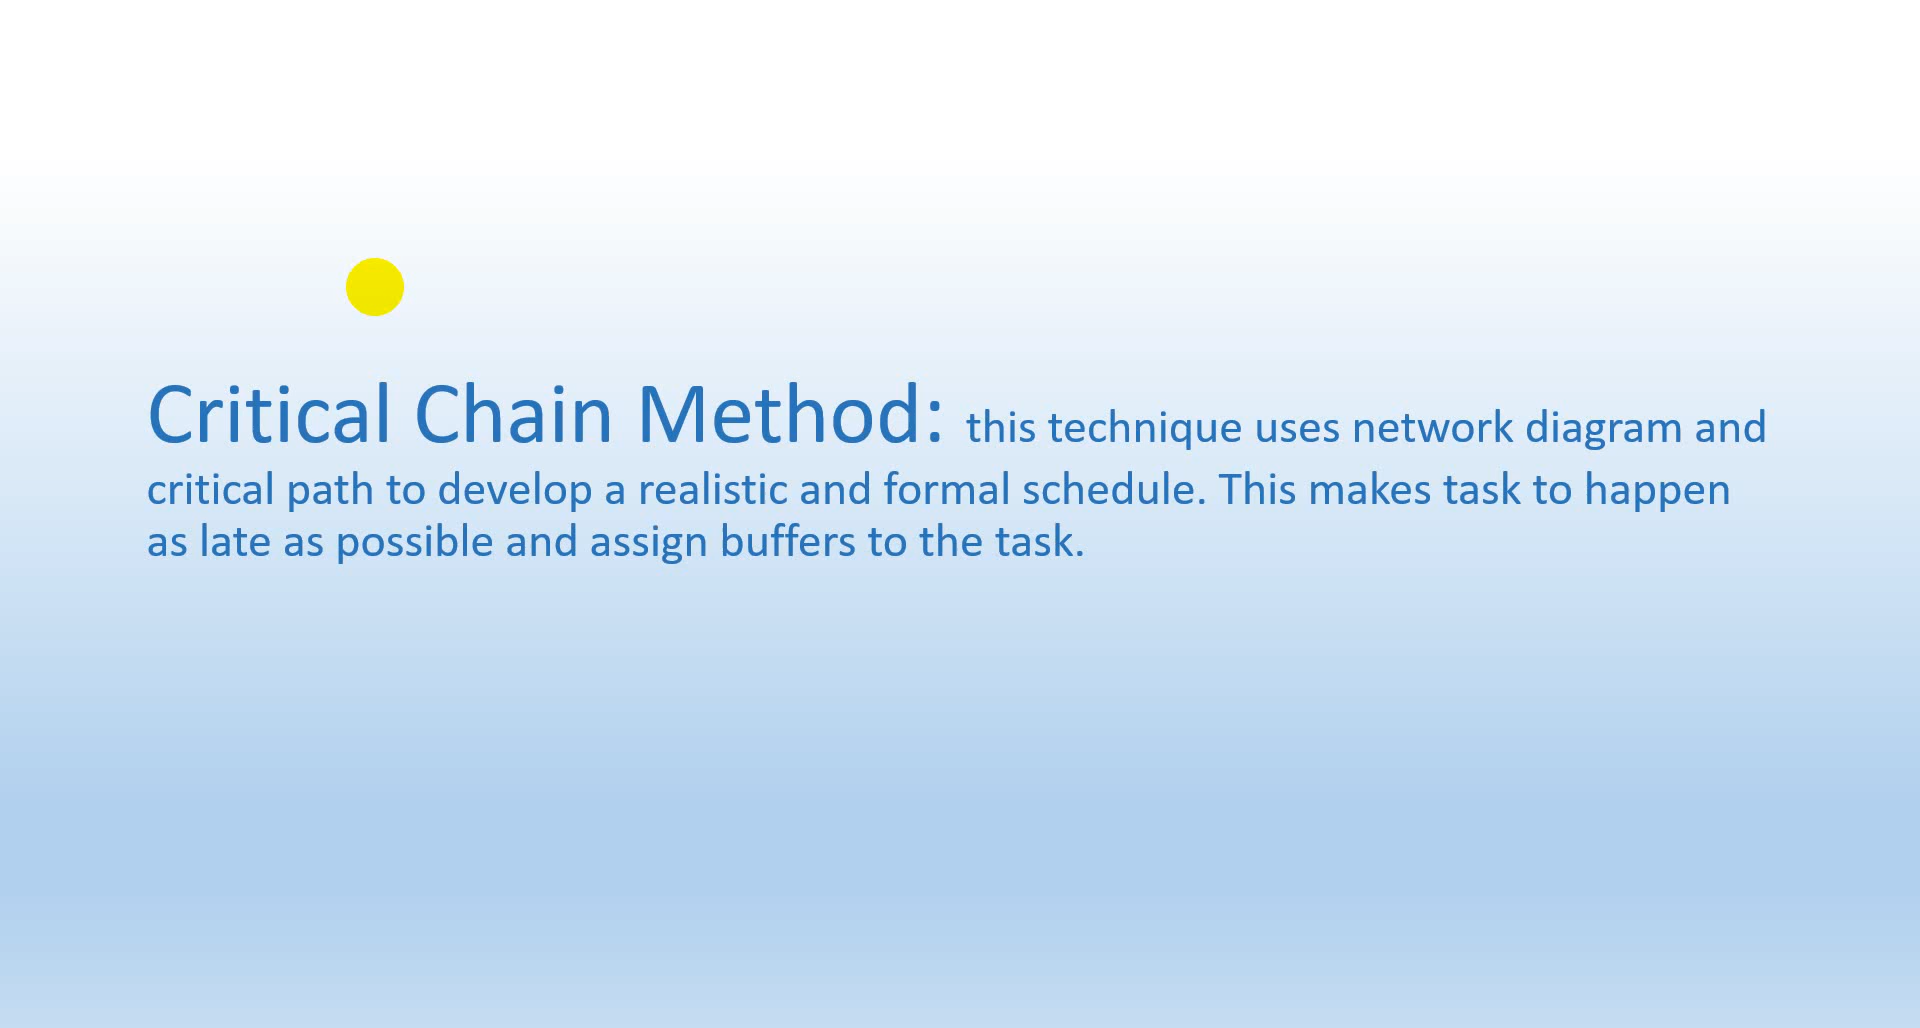 Critical Chain Method: this technique uses network diagram and
critical path to develop a realistic and formal schedule. This makes task to happen
as late as possible and assign buffers to the task.